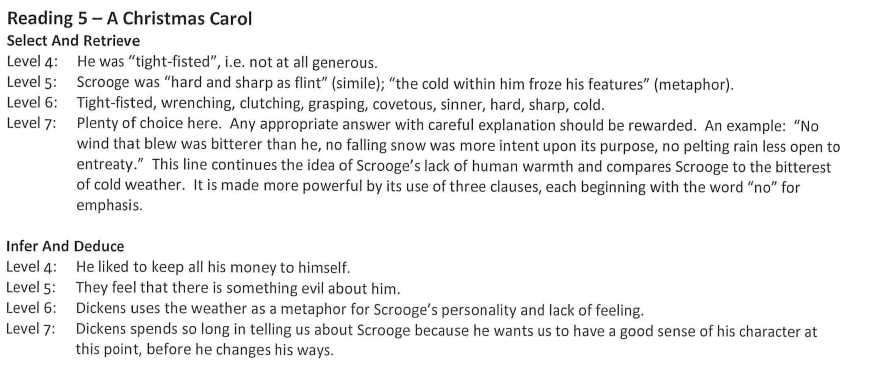 Reading 5 – A Christmas Carol
Select And Retrieve
Level 4: He was “tight-fisted”, i.e. not at all generous.
Level 5: Scrooge was “hard and sharp as flint” (simile); “the cold within him froze his features” (metaphor).
Level 6: Tight-fisted, wrenching, clutching, grasping, covetous, sinner, hard, sharp, cold.
Level 7: Plenty of choice here. Any appropriate answer with careful explanation should be rewarded. An example: “No
wind that blew was bitterer than he, no falling snow was more intent upon its purpose, no pelting rain less open to
entreaty.” This line continues the idea of Scrooge’s lack of human warmth and compares Scrooge to the bitterest
of cold weather. It is made more powerful by its use of three clauses, each beginning with the word “no” for
emphasis.
Infer And Deduce
Level 4: He liked to keep all his money to himself.
Level 5: They feel that there is something evil about him.
Level 6: Dickens uses the weather as a metaphor for Scrooge’s personality and lack of feeling.
Level 7: Dickens spends so long in telling us about Scrooge because he wants us to have a good sense of his character at
this point, before he changes his ways.